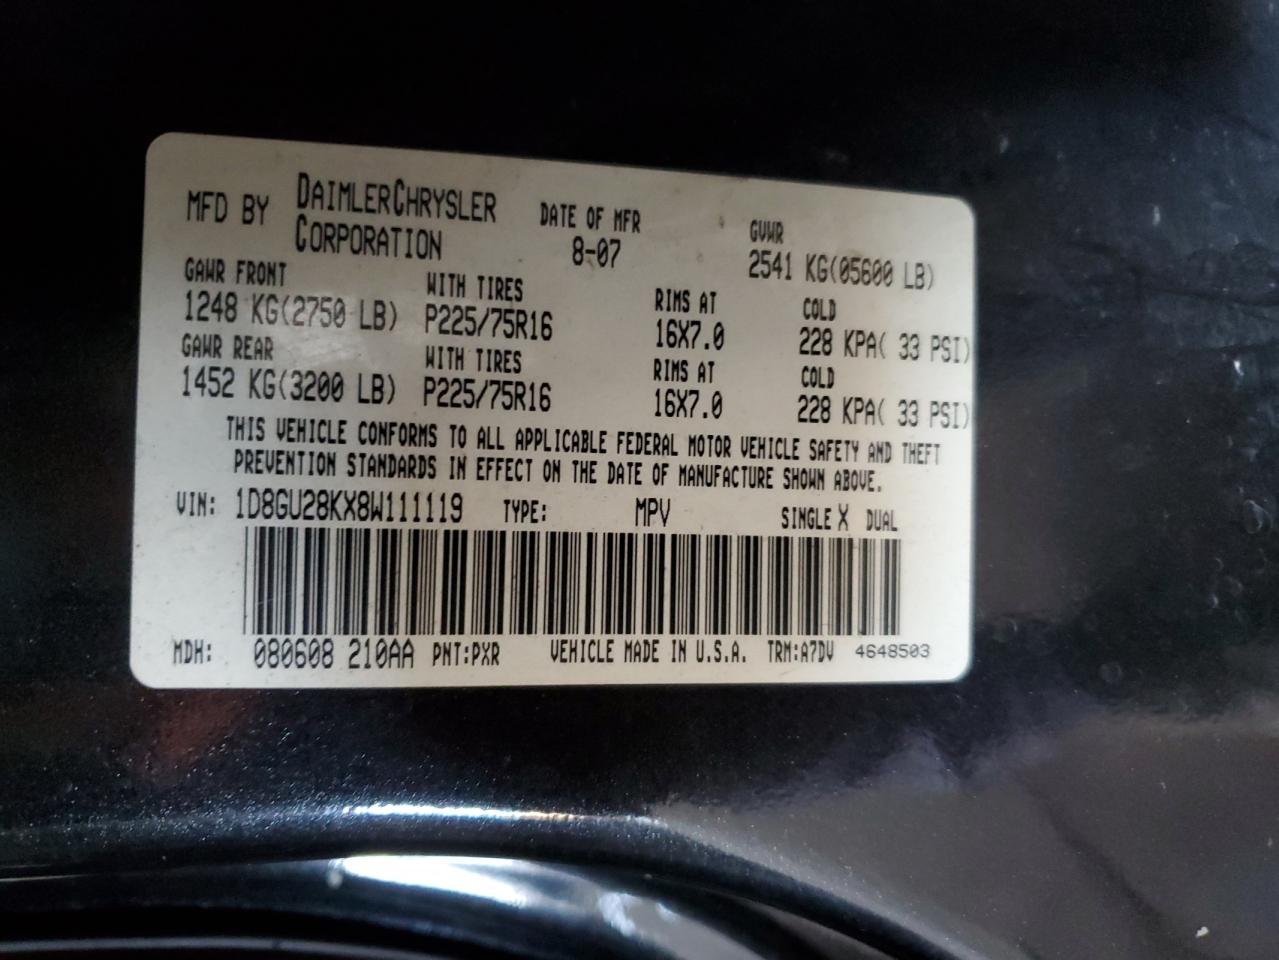 MFD BY DAIMLERCHRYSLER CORPORATION DATE OF MFR 8-07 GVWR 2541 KG(05600 LB)
GAWR FRONT WITH TIRES RIMS AT COLD
1248 KG(2750 LB) P225/75R16 16X7.0 228 KPA( 33 PSI)
GAWR REAR WITH TIRES RIMS AT COLD
1452 KG(3200 LB) P225/75R16 16X7.0 228 KPA( 33 PSI)
THIS VEHICLE CONFORMS TO ALL APPLICABLE FEDERAL MOTOR VEHICLE SAFETY AND THEFT
PREVENTION STANDARDS IN EFFECT ON THE DATE OF MANUFACTURE SHOWN ABOVE.
VIN: 1D8GU28KX8W111119 TYPE: MPV SINGLE X DUAL
MDH: 080608 210AA PNT:PXR VEHICLE MADE IN U.S.A. TRM:A7DV 4648503